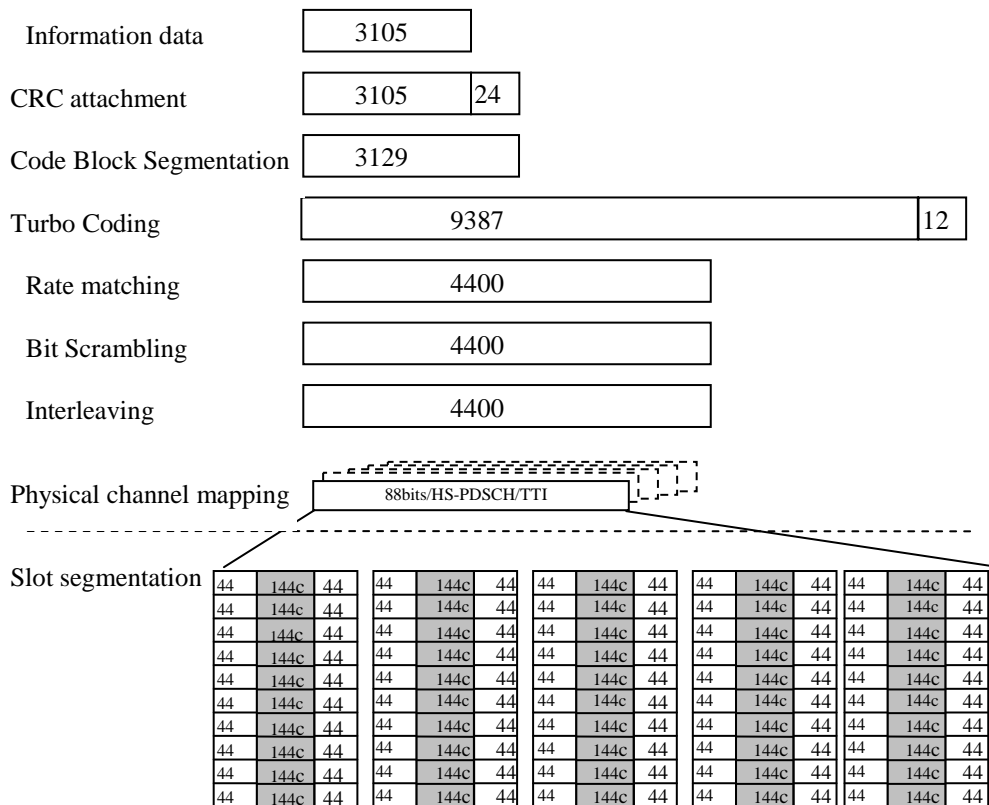 Information data 3105
CRC attachment 3105 24
Code Block Segmentation 3129
Turbo Coding 9387 12
Rate matching 4400
Bit Scrambling 4400
Interleaving 4400
Physical channel mapping 88bits/HS-PDSCH/TTI
Slot segmentation
44 144c 44 44 144c 44 44 144c 44 44 144c 44 44 144c 44
44 144c 44 44 144c 44 44 144c 44 44 144c 44 44 144c 44
44 144c 44 44 144c 44 44 144c 44 44 144c 44 44 144c 44
44 144c 44 44 144c 44 44 144c 44 44 144c 44 44 144c 44
44 144c 44 44 144c 44 44 144c 44 44 144c 44 44 144c 44
44 144c 44 44 144c 44 44 144c 44 44 144c 44 44 144c 44
44 144c 44 44 144c 44 44 144c 44 44 144c 44 44 144c 44
44 144c 44 44 144c 44 44 144c 44 44 144c 44 44 144c 44
44 144c 44 44 144c 44 44 144c 44 44 144c 44 44 144c 44
44 144c 44 44 144c 44 44 144c 44 44 144c 44 44 144c 44